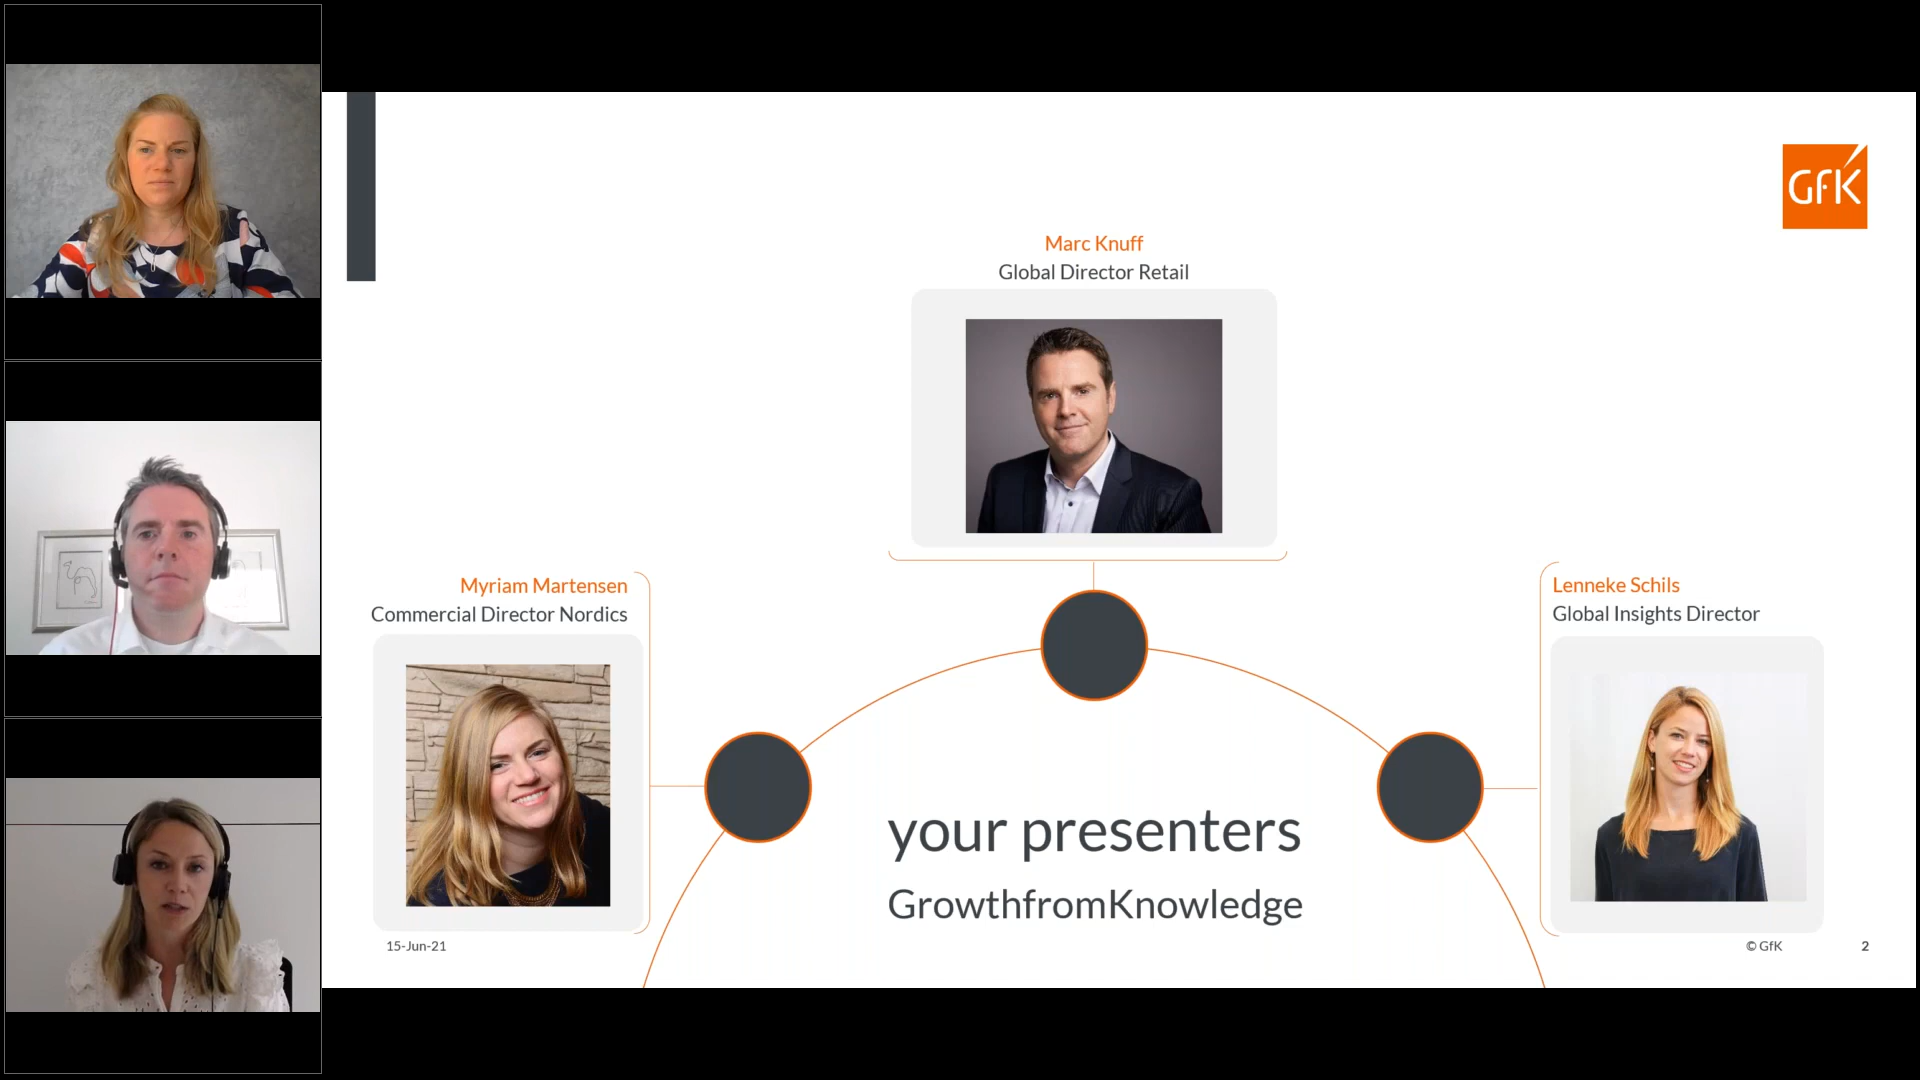 GfK
Marc Knuff
Global Director Retail
Myriam Martensen
Commercial Director Nordics
Lenneke Schils
Global Insights Director
your presenters
GrowthfromKnowledge
15-Jun-21
© GfK
2